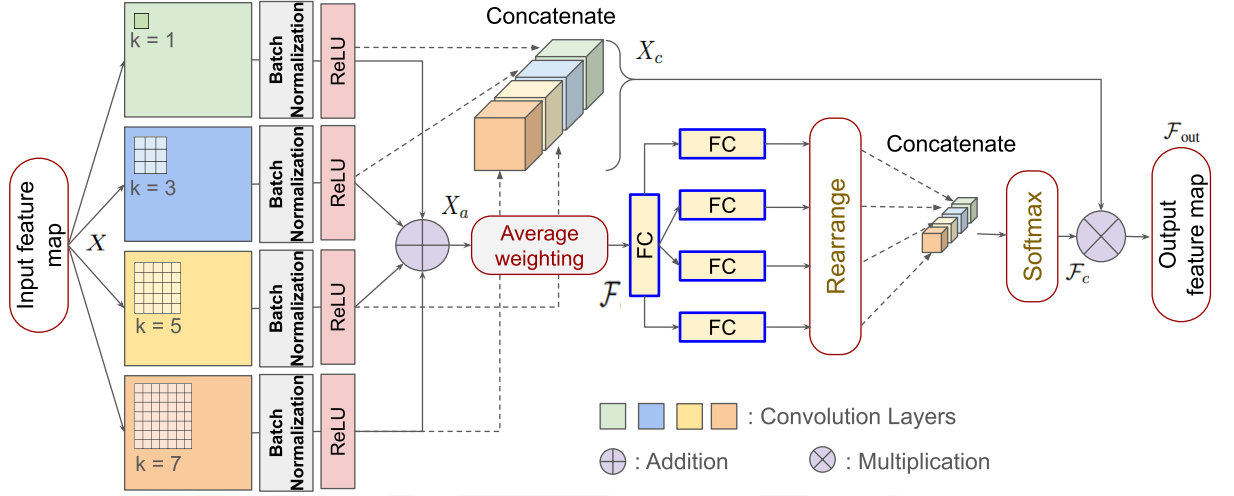 Input feature
map
X
k = 1
Batch
Normalization
ReLU
k = 3
Batch
Normalization
ReLU
k = 5
Batch
Normalization
ReLU
k = 7
Batch
Normalization
ReLU
Concatenate
X_c
X_a
Average
weighting
F
FC
FC
FC
FC
FC
Rearrange
Concatenate
Softmax
F_c
F_out
Output
feature map
: Convolution Layers
: Addition
: Multiplication